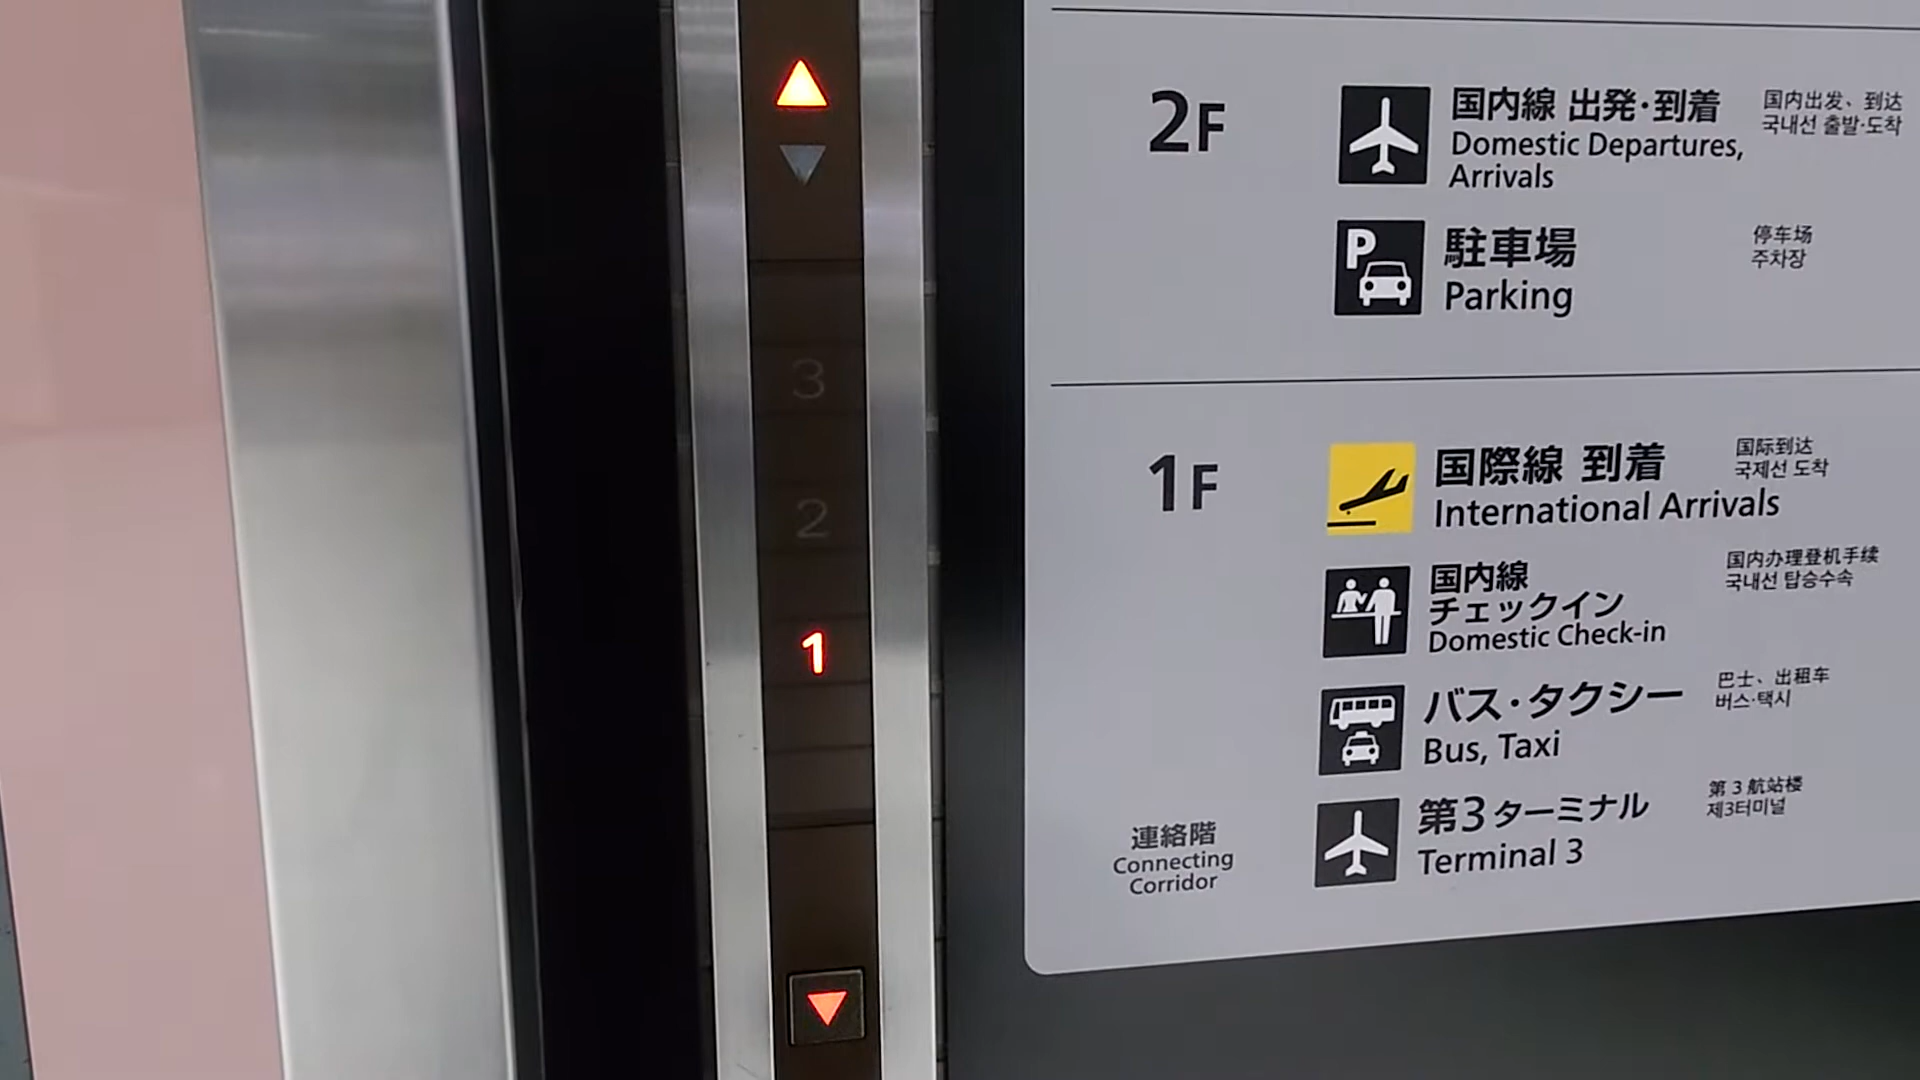 3
2
1
2F
国内線 出発・到着
Domestic Departures,
Arrivals
国内出发、到达
국내선 출발·도착
P
駐車場
Parking
停车场
주차장
1F
国際線 到着
International Arrivals
国际到达
국제선 도착
国内線
チェックイン
Domestic Check-in
国内办理登机手续
국내선 탑승수속
バス・タクシー
Bus, Taxi
巴士、出租车
버스·택시
連絡階
Connecting
Corridor
第3ターミナル
Terminal 3
第 3 航站楼
제3터미널